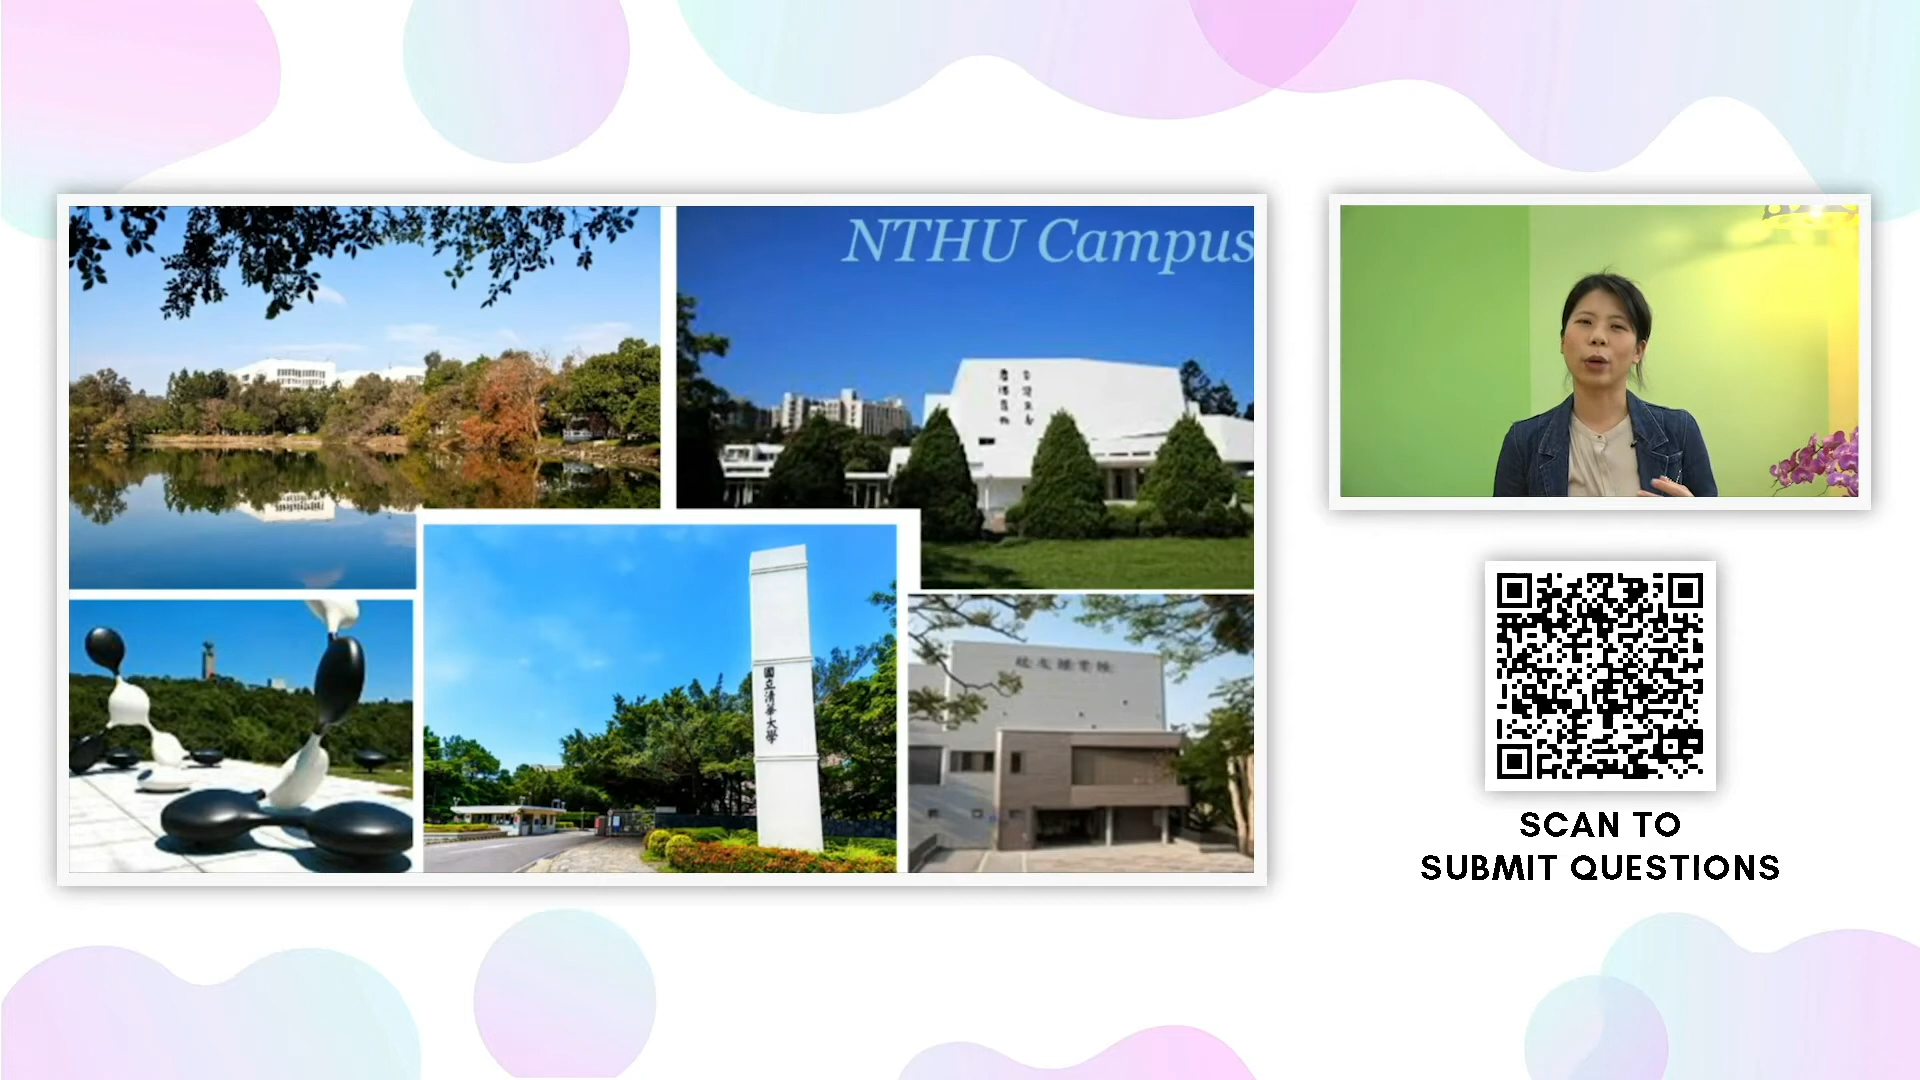 NTHU Campus
國立清華大學
SCAN TO
SUBMIT QUESTIONS